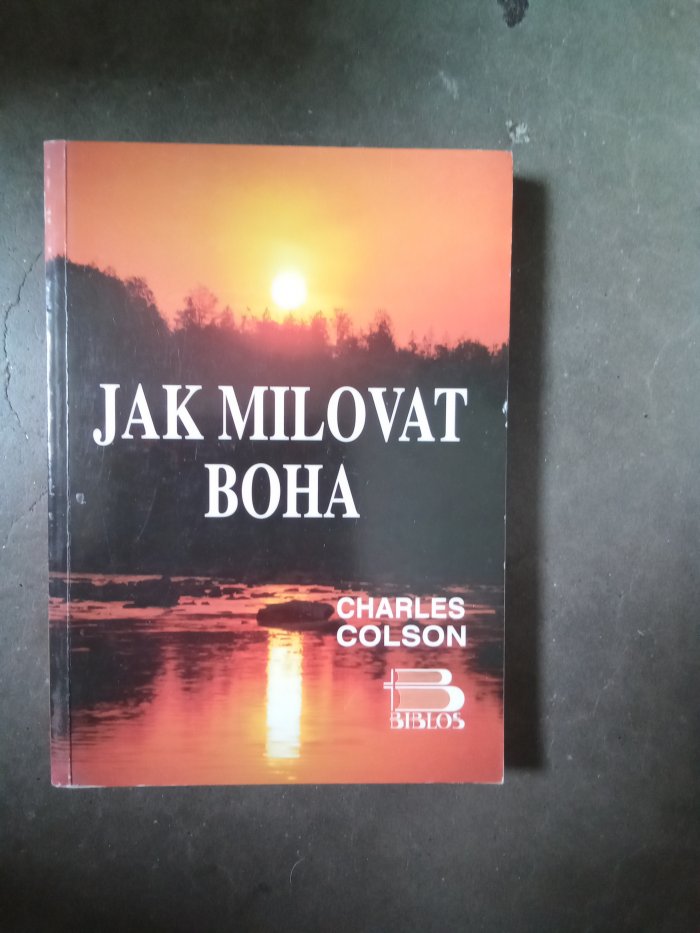 JAK MILOVAT
BOHA
CHARLES
COLSON
BIBLOS